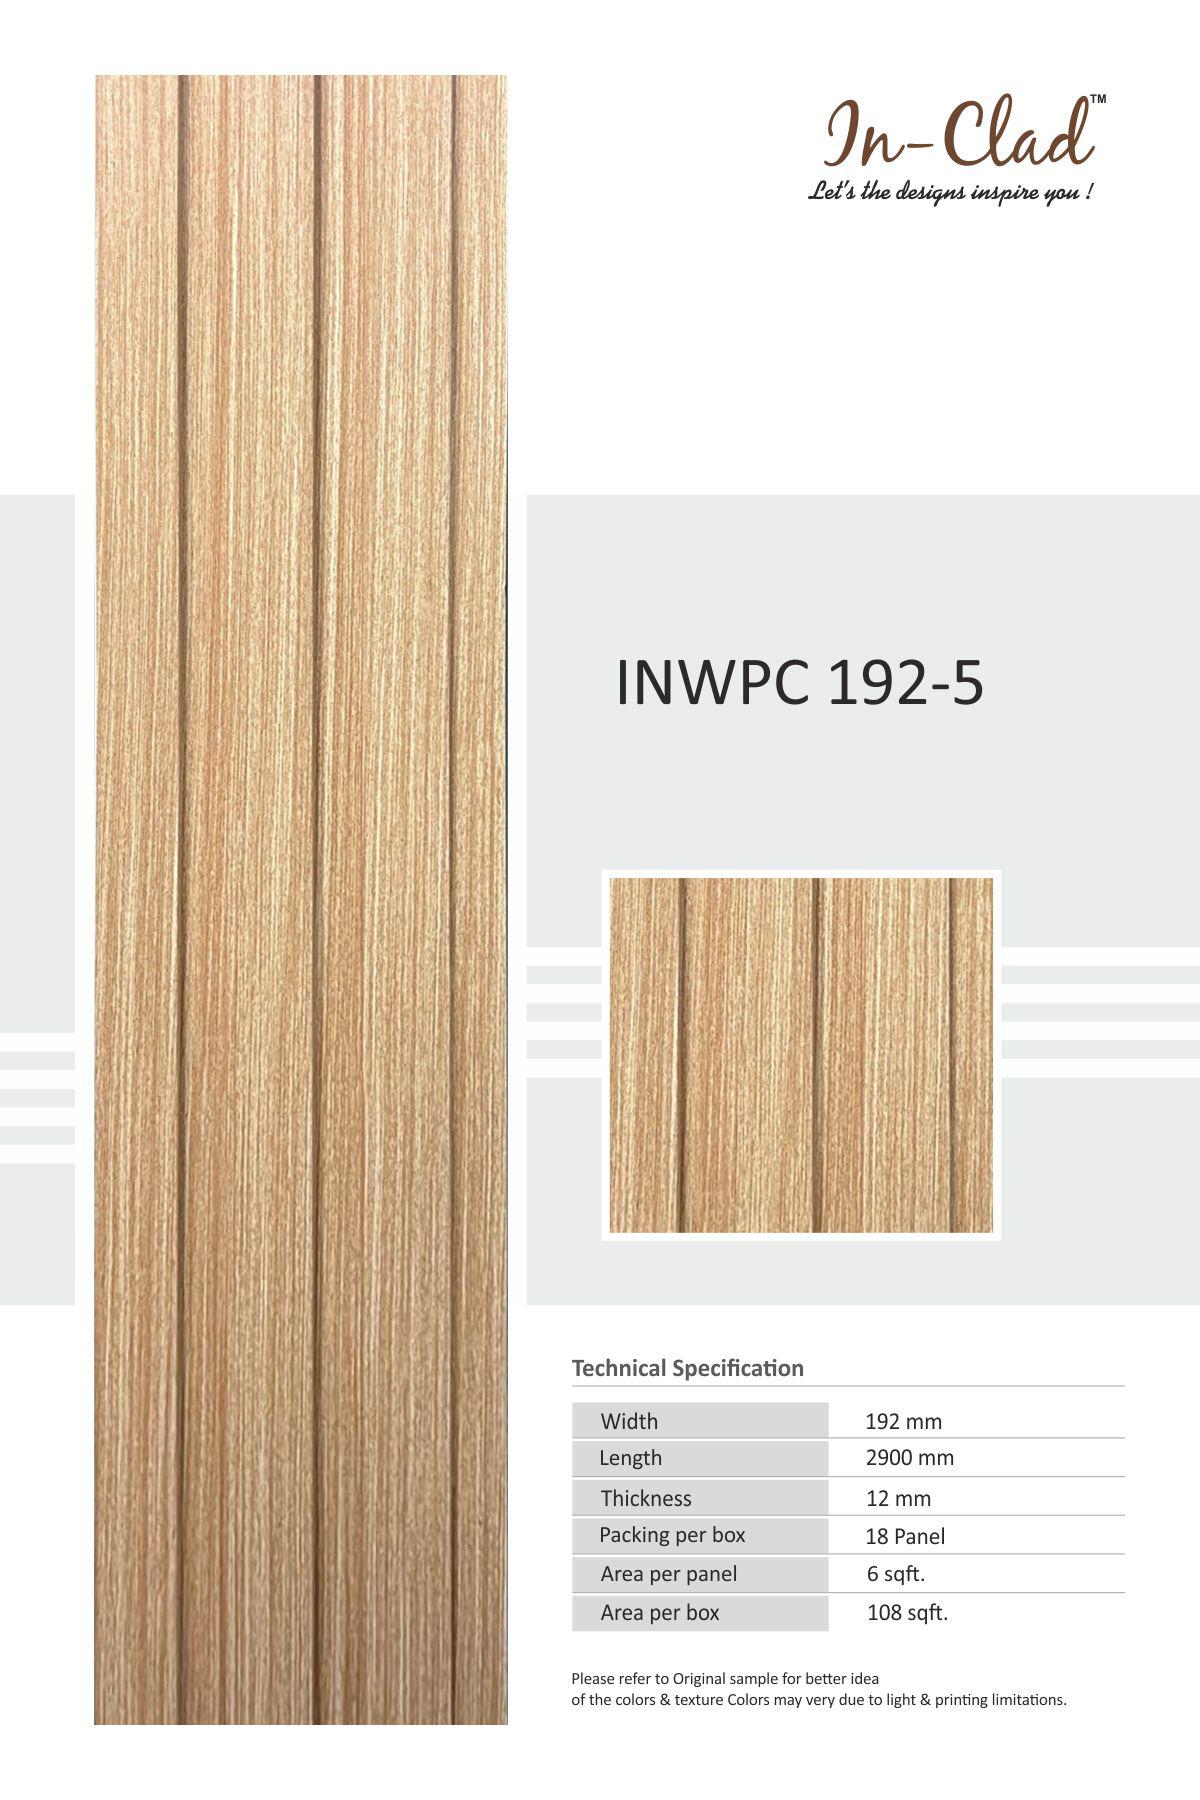 In-Clad™
Let's the designs inspire you !
INWPC 192-5
Technical Specification
Width 192 mm
Length 2900 mm
Thickness 12 mm
Packing per box 18 Panel
Area per panel 6 sqft.
Area per box 108 sqft.
Please refer to Original sample for better idea
of the colors & texture Colors may very due to light & printing limitations.